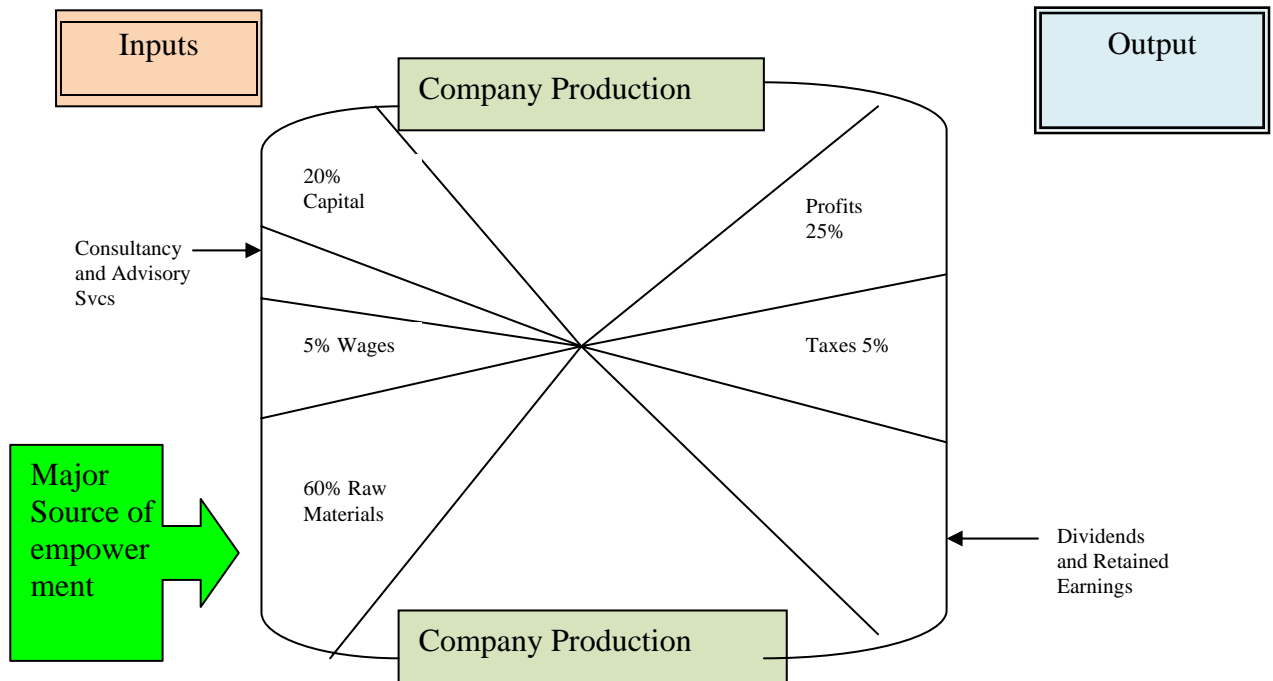 Inputs
Output
Company Production
20%
Capital
Profits
25%
Consultancy
and Advisory
Svcs
5% Wages
Taxes 5%
Major
Source of
empower
ment
60% Raw
Materials
Dividends
and Retained
Earnings
Company Production